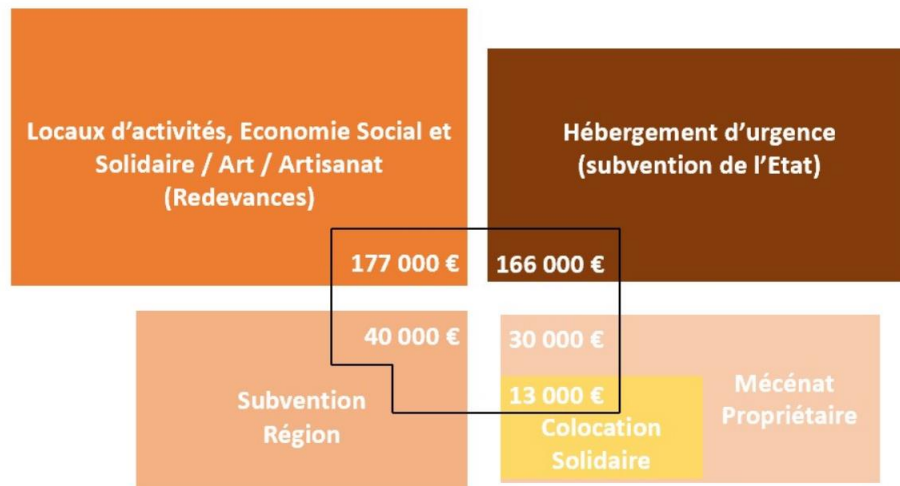 Locaux d'activités, Economie Social et
Solidaire / Art / Artisanat
(Redevances)
177 000 €
Hébergement d'urgence
(subvention de l'Etat)
166 000 €
40 000 €
Subvention
Région
30 000 €
Mécénat
Propriétaire
13 000 €
Colocation
Solidaire